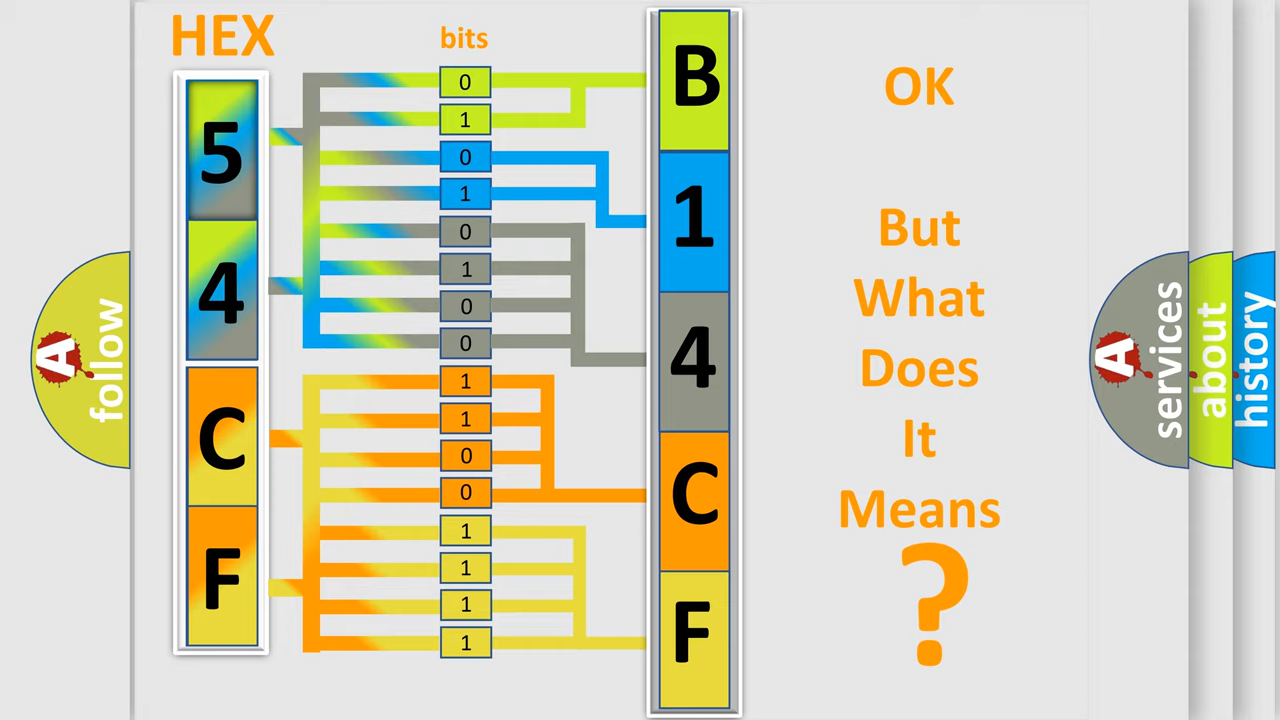 HEX
5
4
C
F
bits
0
1
0
1
0
1
0
0
1
1
0
0
1
1
1
1
B
1
4
C
F
OK
But
What
Does
It
Means
?
A follow
A services
about
history